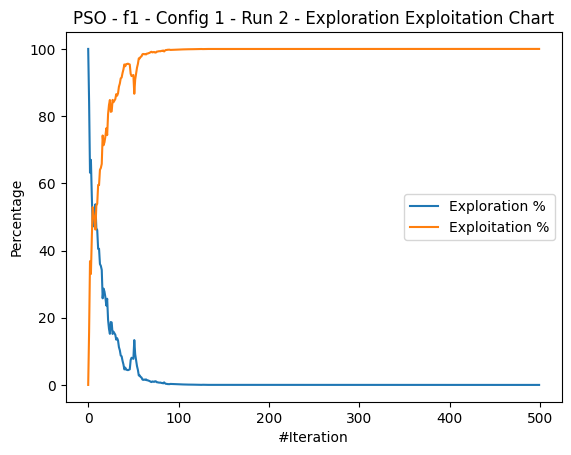 PSO - f1 - Config 1 - Run 2 - Exploration Exploitation Chart
Percentage
100
80
60
40
20
0
Exploration %
Exploitation %
0 100 200 300 400 500
#Iteration